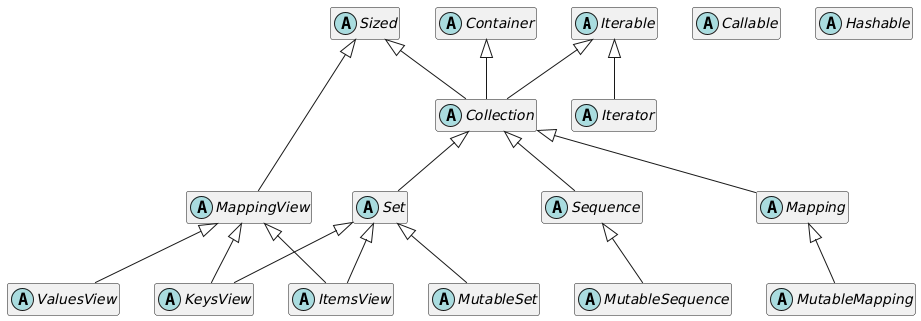 A Sized
A Container
A Iterable
A Callable
A Hashable
A Collection
A Iterator
A MappingView
A Set
A Sequence
A Mapping
A ValuesView
A KeysView
A ItemsView
A MutableSet
A MutableSequence
A MutableMapping